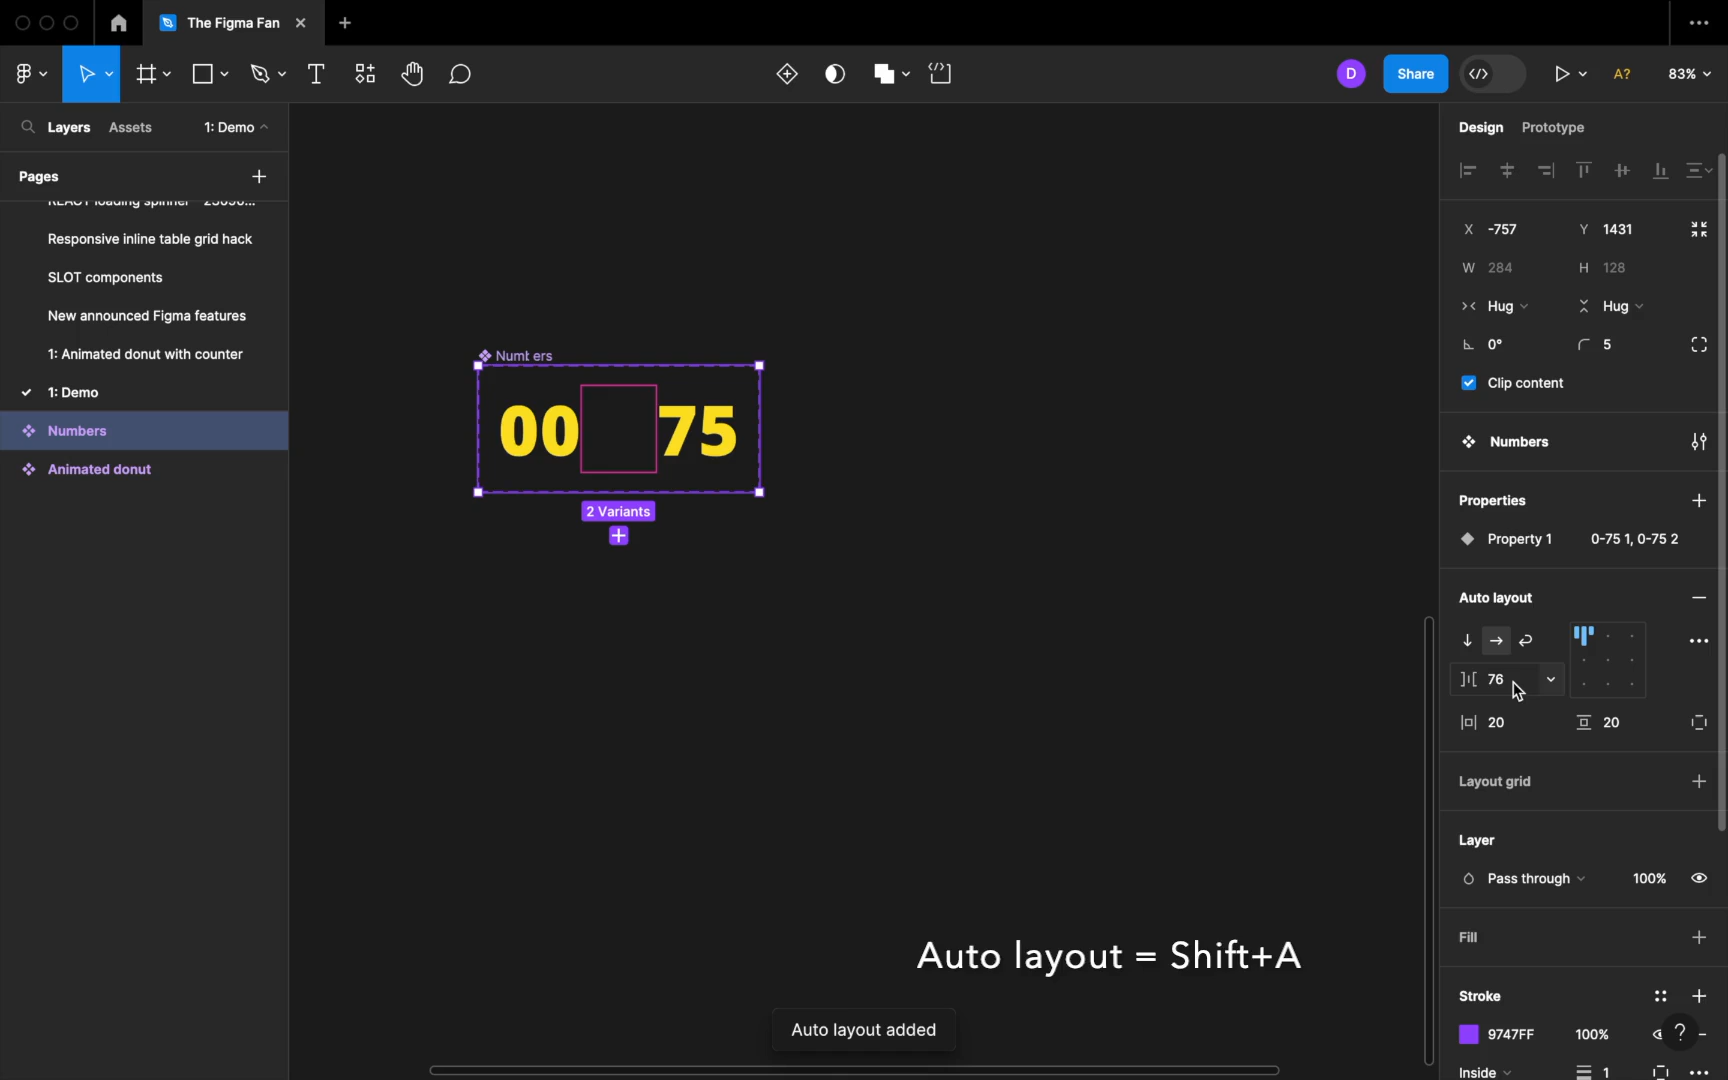 The Figma Fan
D
Share
A?
83%
Layers
Assets
1: Demo
Design
Prototype
Pages
Responsive inline table grid hack
SLOT components
New announced Figma features
1: Animated donut with counter
1: Demo
Numbers
Animated donut
Numt ers
00
75
2 Variants
X -757
Y 1431
W 284
H 128
Hug
Hug
0°
5
Clip content
Numbers
Properties
Property 1
0-75 1, 0-75 2
Auto layout
76
20
20
Layout grid
Layer
Pass through
100%
Fill
Stroke
9747FF
100%
Inside
1
?
Auto layout = Shift+A
Auto layout added